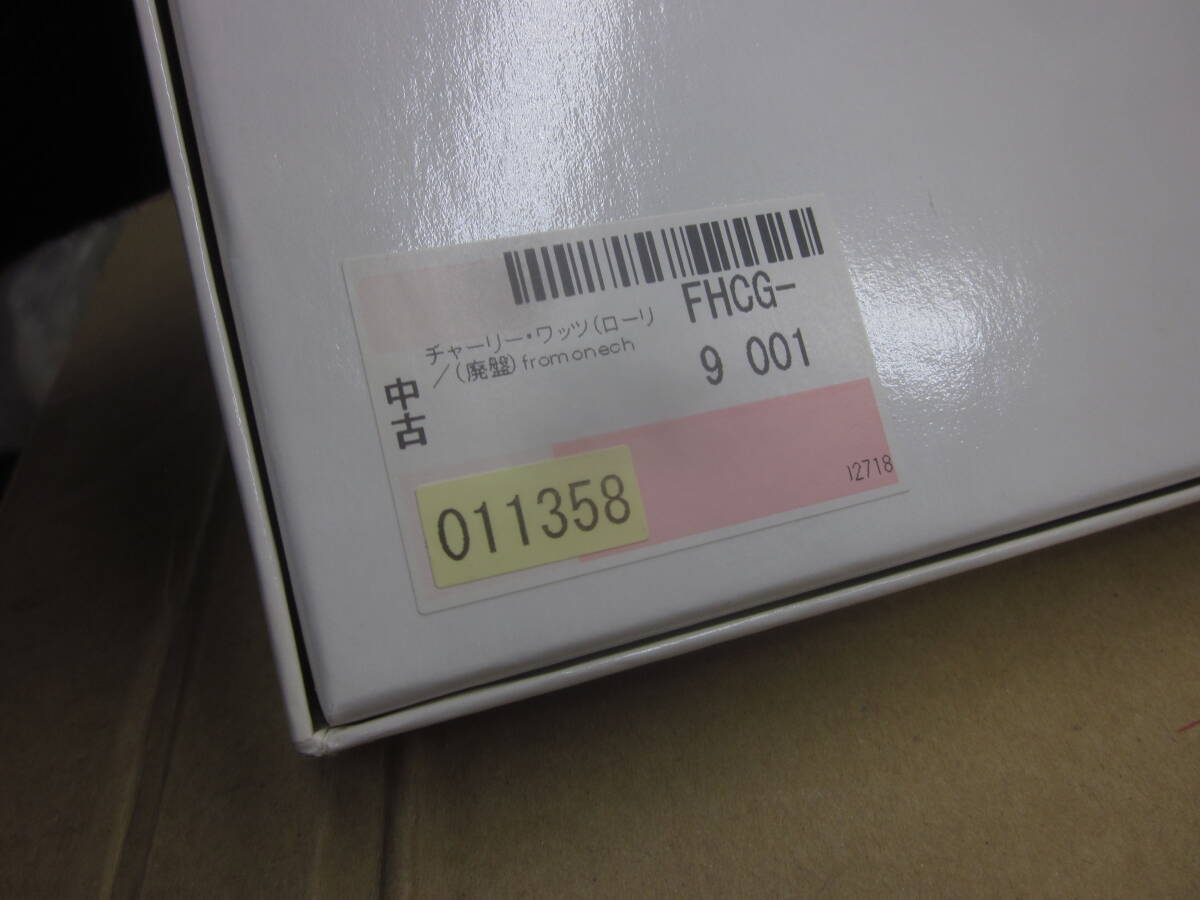 FHCG-
9 001
チャーリー・ワッツ(ローリ
/(廃盤)fromonech
中古
011358
I2718